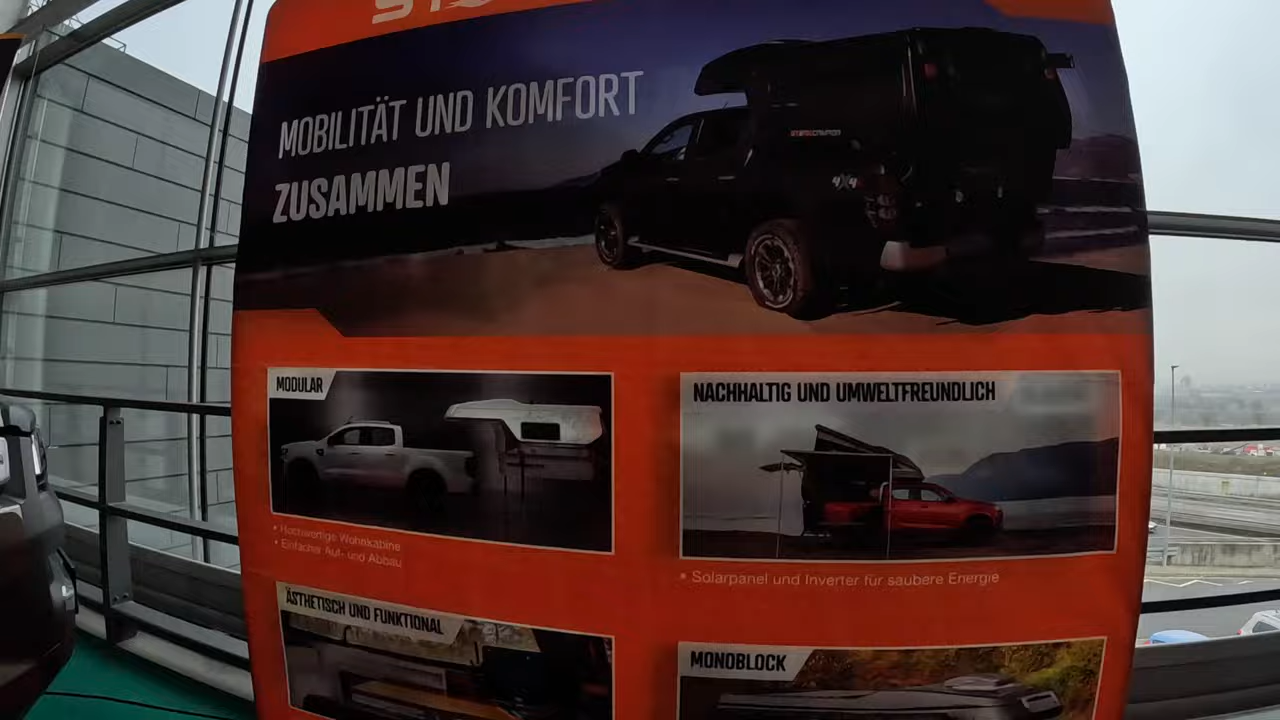 MOBILITÄT UND KOMFORT
ZUSAMMEN
4X4
MODULAR
• Hochwertige Wohnkabine
• Einfacher Auf- und Abbau
NACHHALTIG UND UMWELTFREUNDLICH
• Solarpanel und Inverter für saubere Energie
ÄSTHETISCH UND FUNKTIONAL
MONOBLOCK